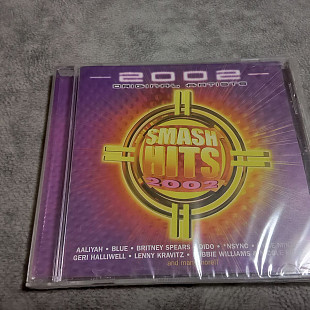 2002
ORIGINAL ARTISTS
SMASH
HITS
2002
AALIYAH • BLUE • BRITNEY SPEARS • DIDO • *NSYNC •
GERI HALLIWELL • LENNY KRAVITZ • ROBBIE WILLIAMS
and many more!